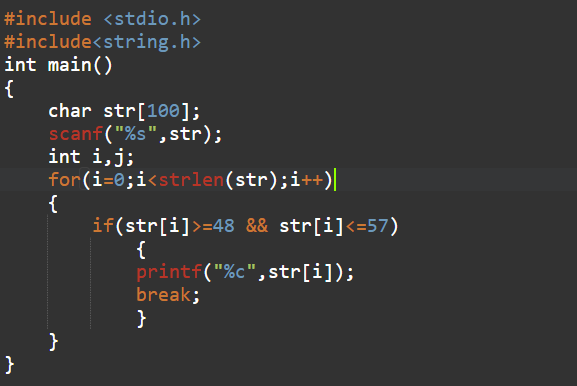 #include <stdio.h>
#include<string.h>
int main()
{
    char str[100];
    scanf("%s",str);
    int i,j;
    for(i=0;i<strlen(str);i++)
    {
        if(str[i]>=48 && str[i]<=57)
            {
            printf("%c",str[i]);
            break;
            }
    }
}